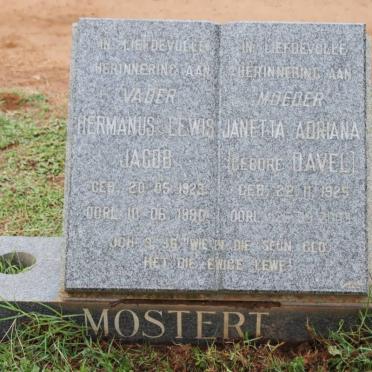 IN LIEFDEVOLLE
HERINNERING AAN
VADER
HERMANUS LEWIS
JACOB
GEB. 20·05·1923
OORL. 10·06·1980
IN LIEFDEVOLLE
HERINNERING AAN
MOEDER
JANETTA ADRIANA
(GEBORE DAVEL)
GEB. 22·11·1925
OORL.
JOH 3:36 "WIE IN DIE SEUN GLO
HET DIE EWIGE LEWE"
MOSTERT